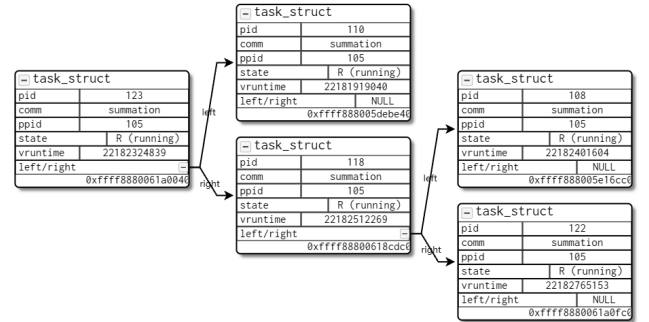 task_struct
pid 123
comm summation
ppid 105
state R (running)
vruntime 22182324839
left/right
0xffff8880061a0040
left
right
task_struct
pid 110
comm summation
ppid 105
state R (running)
vruntime 22181919040
left/right NULL
0xffff888005debe40
task_struct
pid 118
comm summation
ppid 105
state R (running)
vruntime 22182512269
left/right
0xffff88800618cdc0
left
right
task_struct
pid 108
comm summation
ppid 105
state R (running)
vruntime 22182401604
left/right NULL
0xffff888005e16cc0
task_struct
pid 122
comm summation
ppid 105
state R (running)
vruntime 22182765153
left/right NULL
0xffff8880061a0fc0